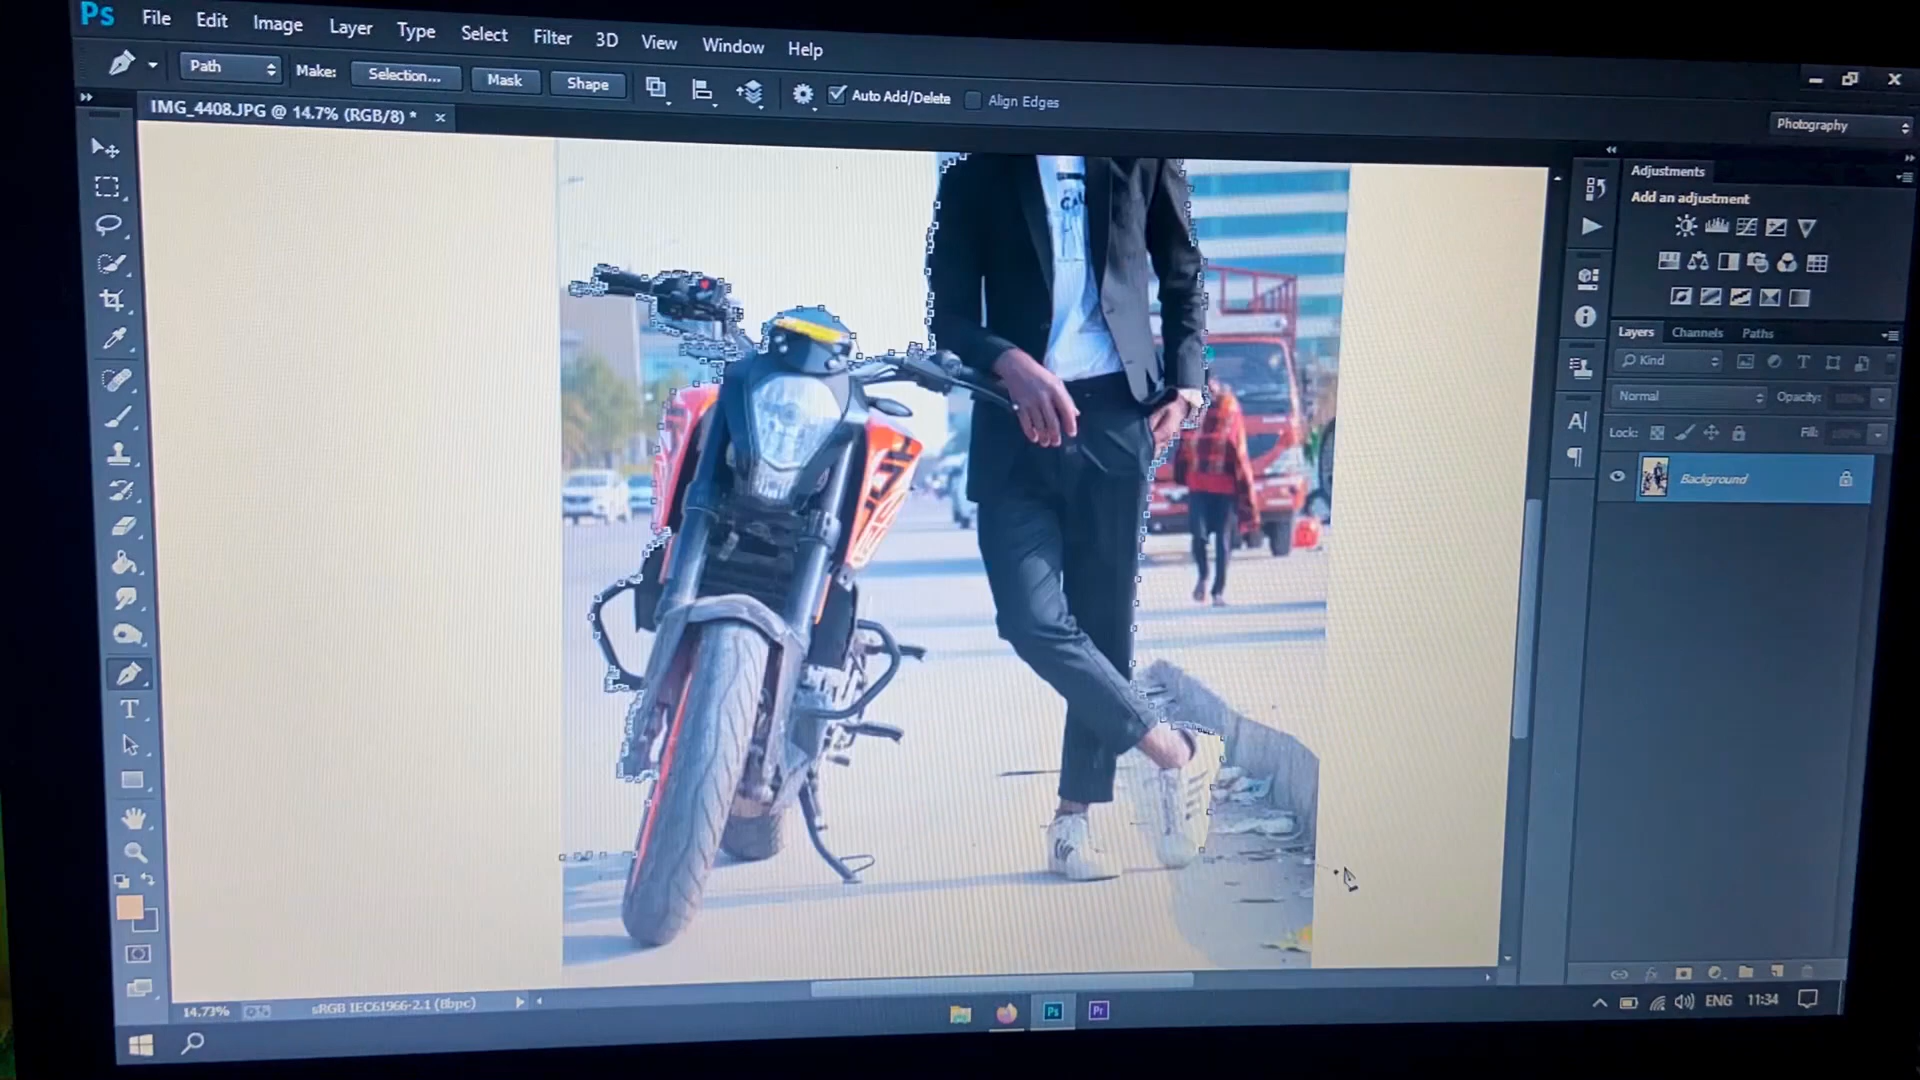 Ps File Edit Image Layer Type Select Filter 3D View Window Help
Path Make: Selection... Mask Shape Auto Add/Delete Align Edges
IMG_4408.JPG @ 14.7% (RGB/8) * ×
Photography
Adjustments
Add an adjustment
Layers Channels Paths
Kind
Normal Opacity:
Lock: Fill:
Background
14.73% sRGB IEC61966-2.1 (8bpc)
Ps Pr ENG 11:34